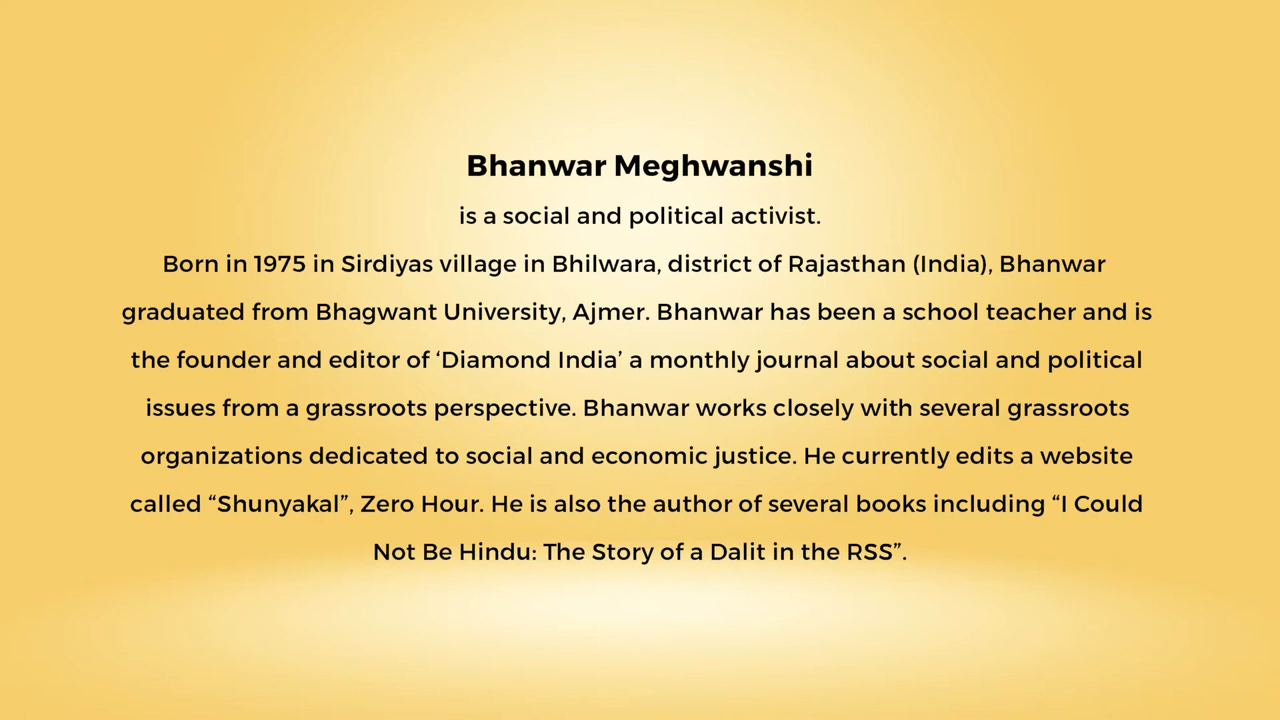 Bhanwar Meghwanshi
is a social and political activist.
Born in 1975 in Sirdiyas village in Bhilwara, district of Rajasthan (India), Bhanwar
graduated from Bhagwant University, Ajmer. Bhanwar has been a school teacher and is
the founder and editor of ‘Diamond India’ a monthly journal about social and political
issues from a grassroots perspective. Bhanwar works closely with several grassroots
organizations dedicated to social and economic justice. He currently edits a website
called “Shunyakal”, Zero Hour. He is also the author of several books including “I Could
Not Be Hindu: The Story of a Dalit in the RSS”.